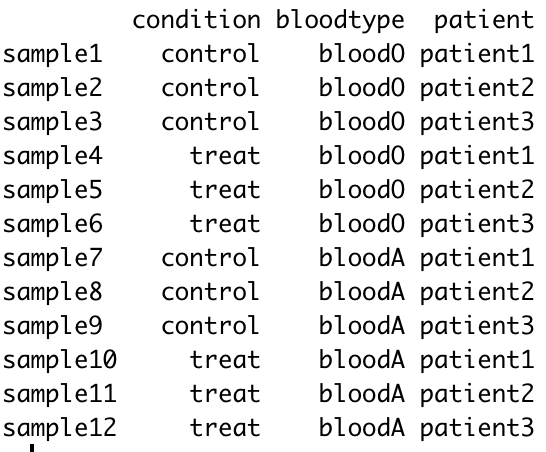 condition bloodtype patient
sample1 control bloodO patient1
sample2 control bloodO patient2
sample3 control bloodO patient3
sample4 treat bloodO patient1
sample5 treat bloodO patient2
sample6 treat bloodO patient3
sample7 control bloodA patient1
sample8 control bloodA patient2
sample9 control bloodA patient3
sample10 treat bloodA patient1
sample11 treat bloodA patient2
sample12 treat bloodA patient3